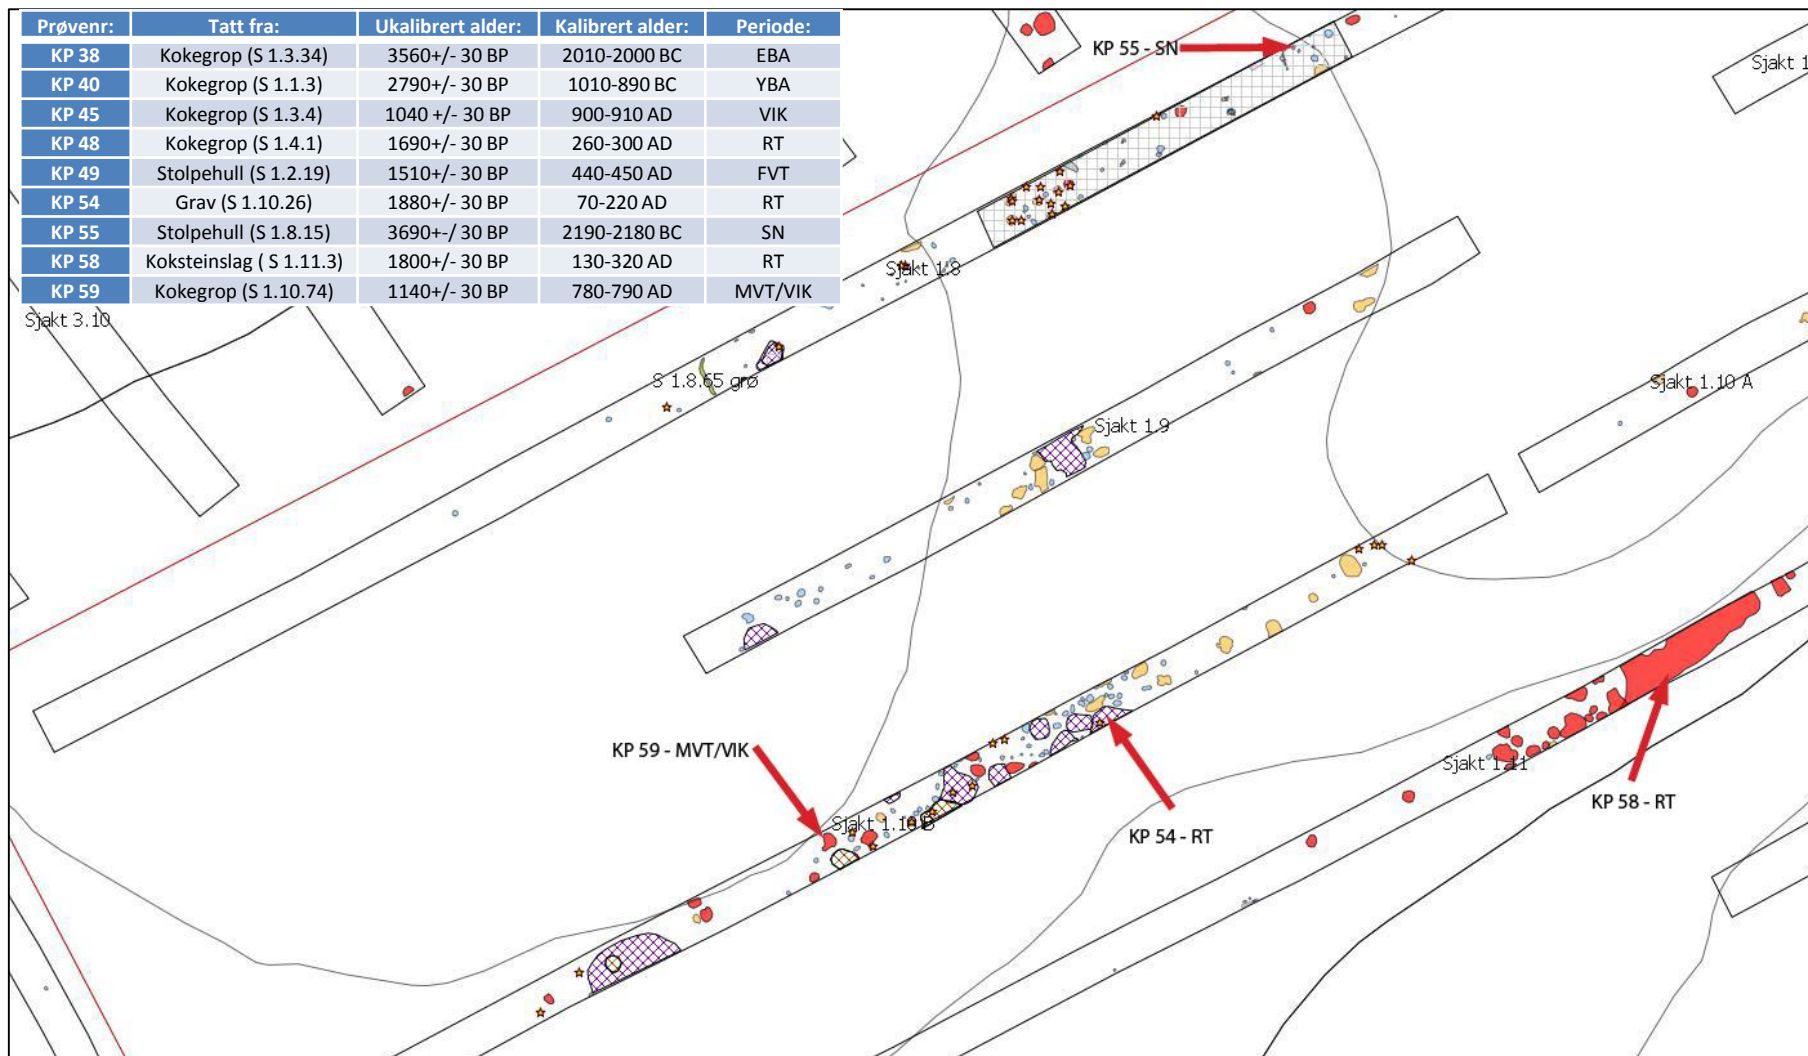 Prøvenr: Tatt fra: Ukalibrert alder: Kalibrert alder: Periode:
KP 38 Kokegrop (S 1.3.34) 3560+/- 30 BP 2010-2000 BC EBA
KP 40 Kokegrop (S 1.1.3) 2790+/- 30 BP 1010-890 BC YBA
KP 45 Kokegrop (S 1.3.4) 1040 +/- 30 BP 900-910 AD VIK
KP 48 Kokegrop (S 1.4.1) 1690+/- 30 BP 260-300 AD RT
KP 49 Stolpehull (S 1.2.19) 1510+/- 30 BP 440-450 AD FVT
KP 54 Grav (S 1.10.26) 1880+/- 30 BP 70-220 AD RT
KP 55 Stolpehull (S 1.8.15) 3690+-/ 30 BP 2190-2180 BC SN
KP 58 Koksteinslag ( S 1.11.3) 1800+/- 30 BP 130-320 AD RT
KP 59 Kokegrop (S 1.10.74) 1140+/- 30 BP 780-790 AD MVT/VIK
KP 55 - SN
Sjakt 1
Sjakt 1.8
Sjakt 3.10
S 1.8.65 grø
Sjakt 1.10 A
Sjakt 1.9
KP 59 - MVT/VIK
Sjakt 1.11
KP 58 - RT
Sjakt 1.10 B
KP 54 - RT